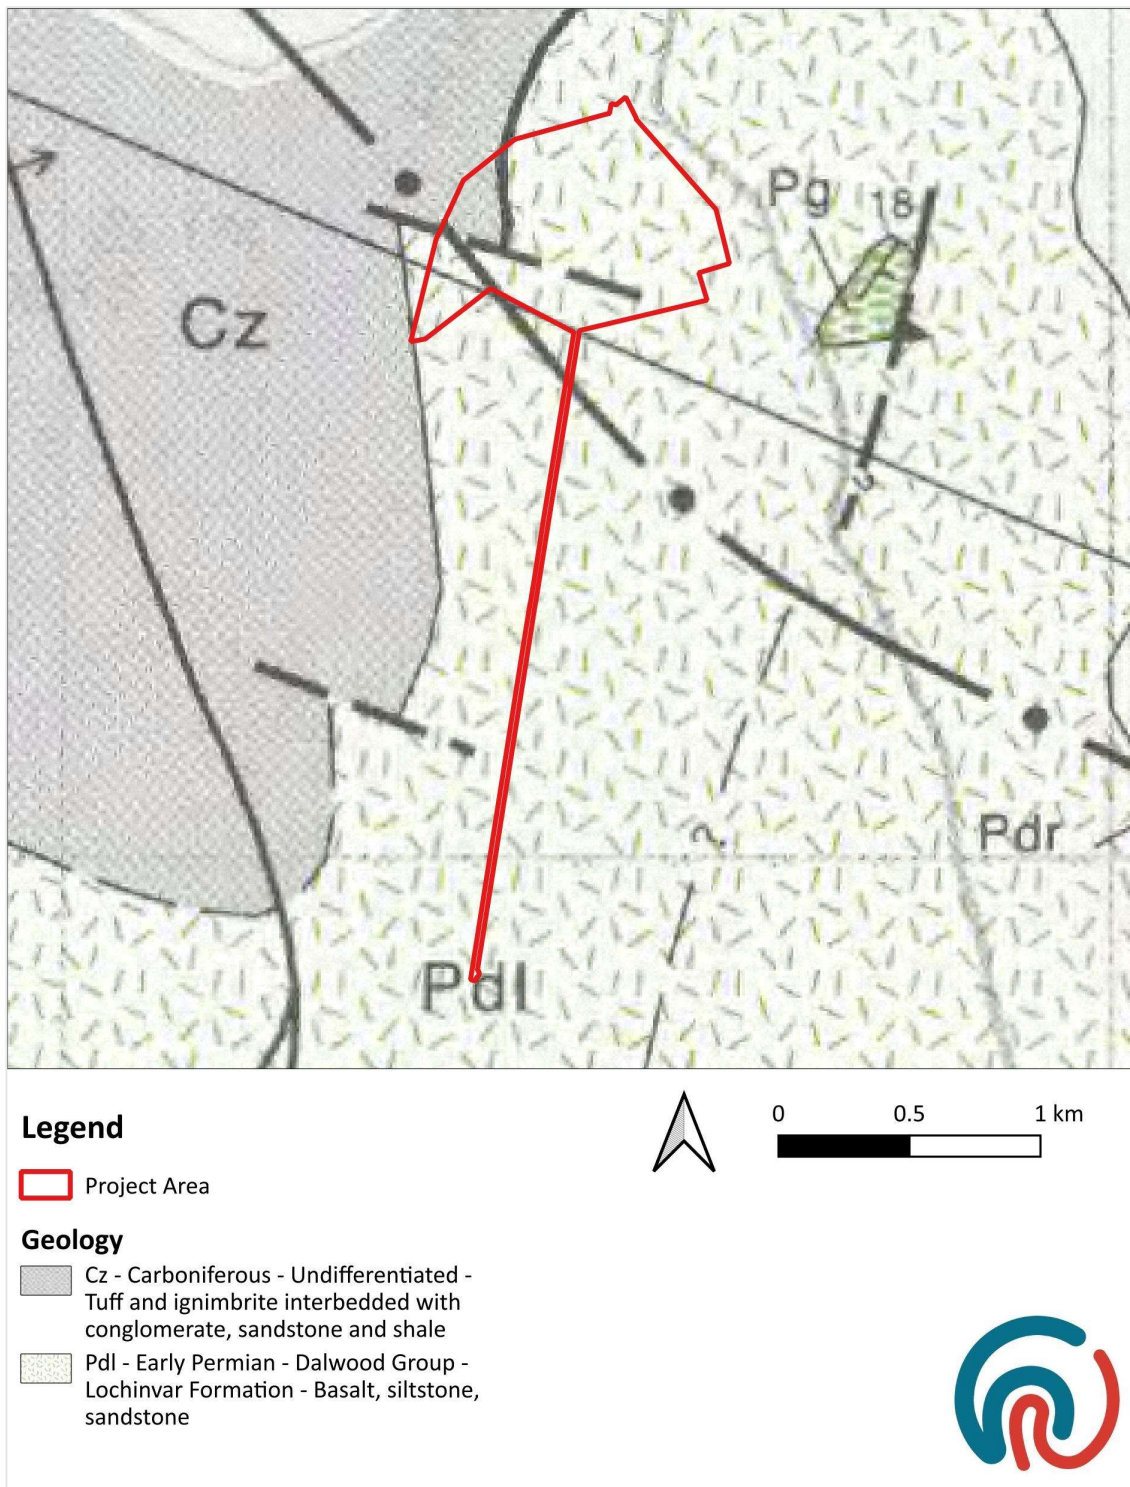 Pg
18
Cz
3
Pdr
?
Pdl
Legend
0 0.5 1 km
Project Area
Geology
Cz - Carboniferous - Undifferentiated -
Tuff and ignimbrite interbedded with
conglomerate, sandstone and shale
Pdl - Early Permian - Dalwood Group -
Lochinvar Formation - Basalt, siltstone,
sandstone